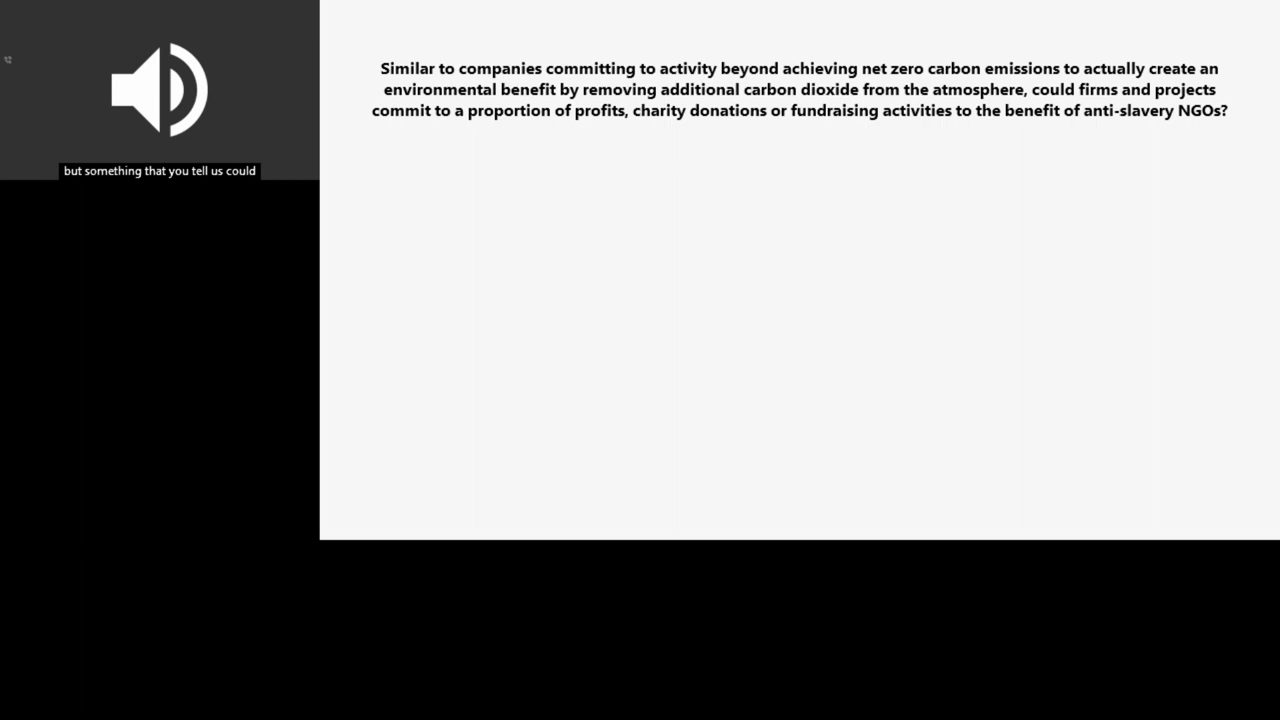 but something that you tell us could
Similar to companies committing to activity beyond achieving net zero carbon emissions to actually create an
environmental benefit by removing additional carbon dioxide from the atmosphere, could firms and projects
commit to a proportion of profits, charity donations or fundraising activities to the benefit of anti-slavery NGOs?